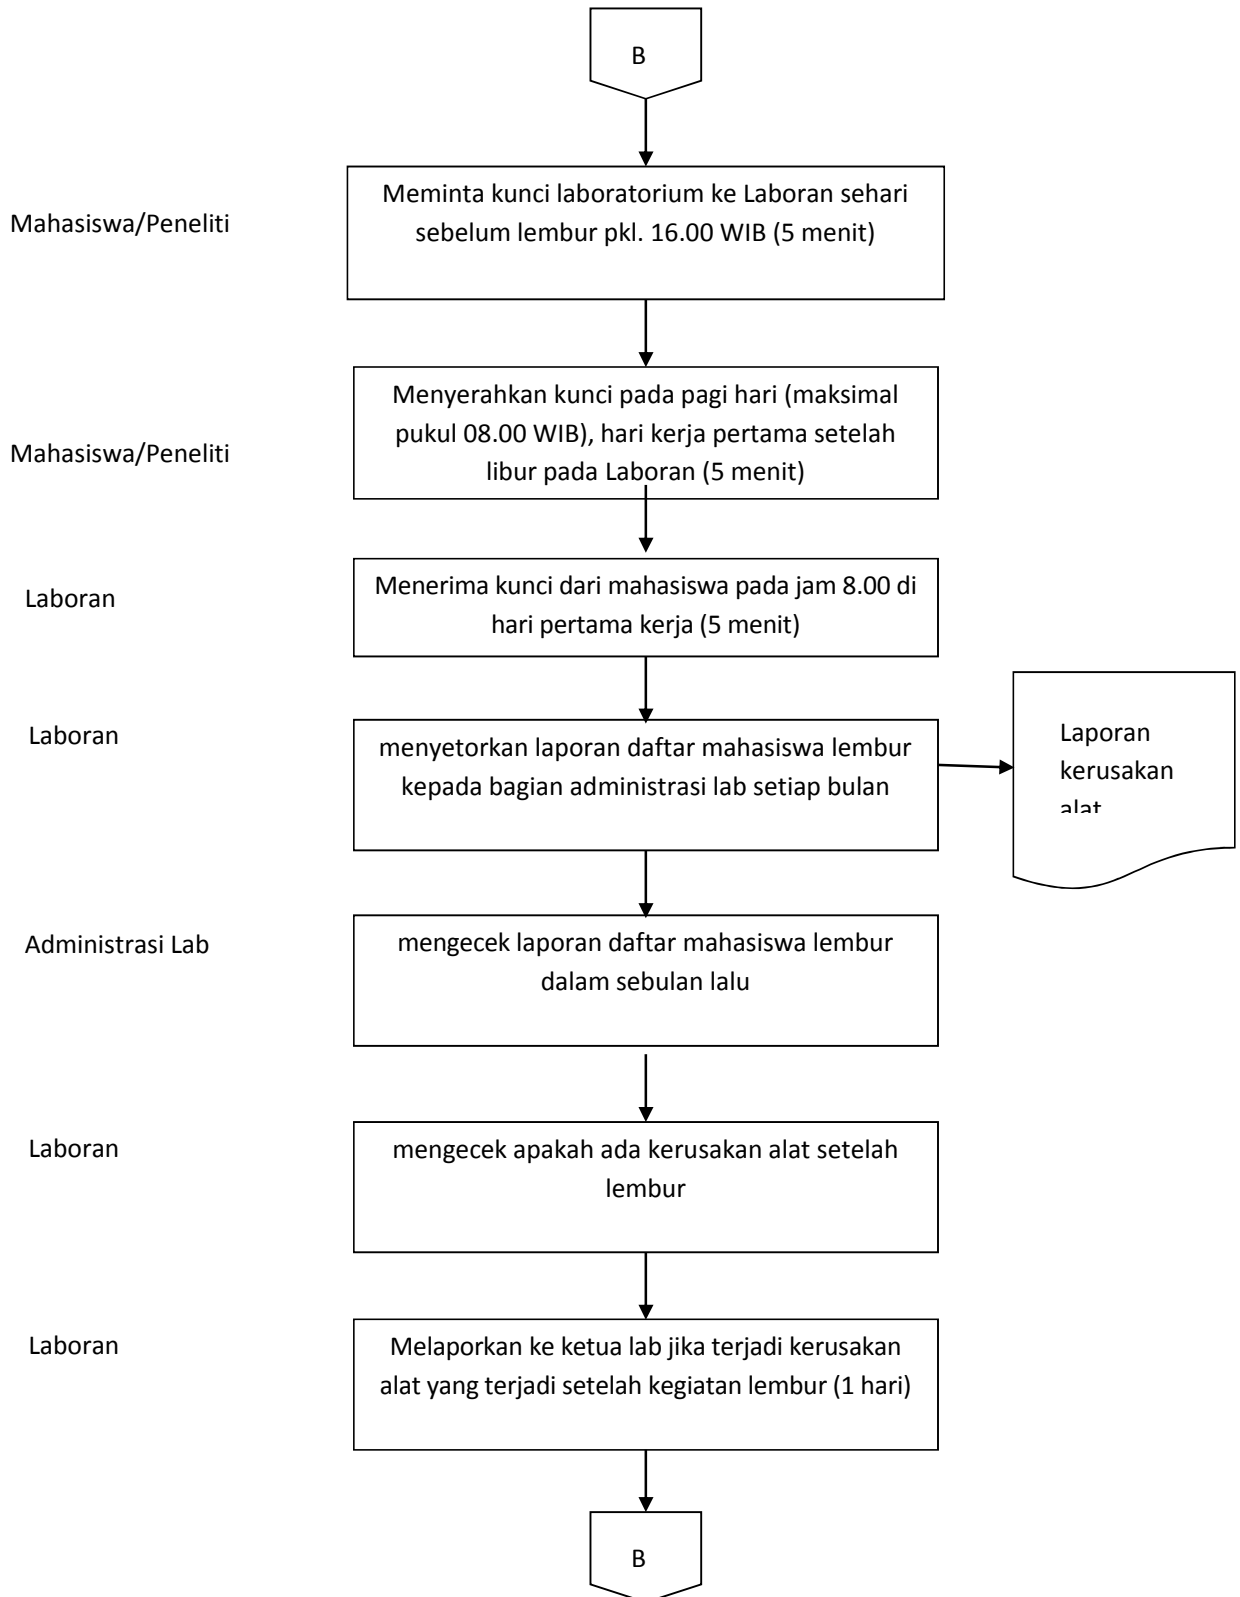 B
Meminta kunci laboratorium ke Laboran sehari
sebelum lembur pkl. 16.00 WIB (5 menit)
Mahasiswa/Peneliti
Menyerahkan kunci pada pagi hari (maksimal
pukul 08.00 WIB), hari kerja pertama setelah
libur pada Laboran (5 menit)
Mahasiswa/Peneliti
Menerima kunci dari mahasiswa pada jam 8.00 di
hari pertama kerja (5 menit)
Laboran
Laboran
menyetorkan laporan daftar mahasiswa lembur
kepada bagian administrasi lab setiap bulan
Laporan
kerusakan
alat
Administrasi Lab
mengecek laporan daftar mahasiswa lembur
dalam sebulan lalu
Laboran
mengecek apakah ada kerusakan alat setelah
lembur
Laboran
Melaporkan ke ketua lab jika terjadi kerusakan
alat yang terjadi setelah kegiatan lembur (1 hari)
B